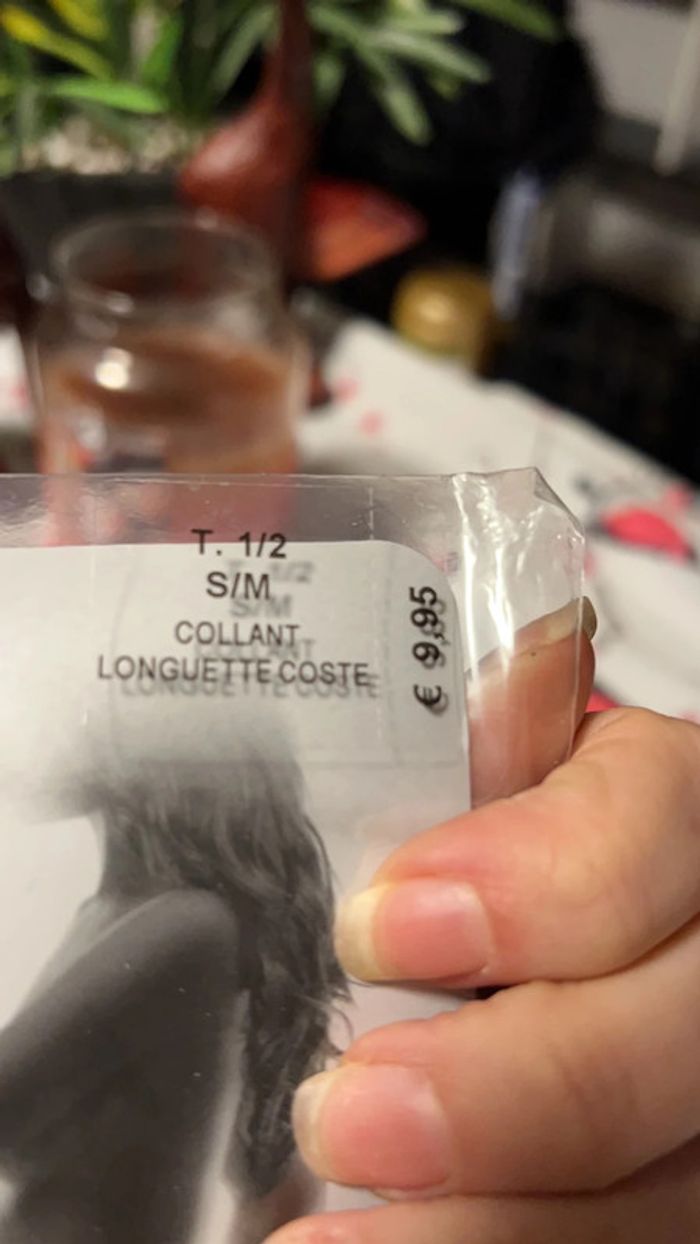 T. 1/2
S/M
COLLANT
LONGUETTE COSTE
€ 9,95